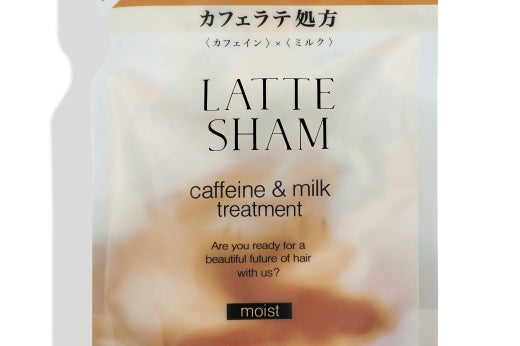 カフェラテ処方
〈カフェイン〉×〈ミルク〉
LATTE
SHAM
caffeine & milk
treatment
Are you ready for a
beautiful future of hair
with us?
moist